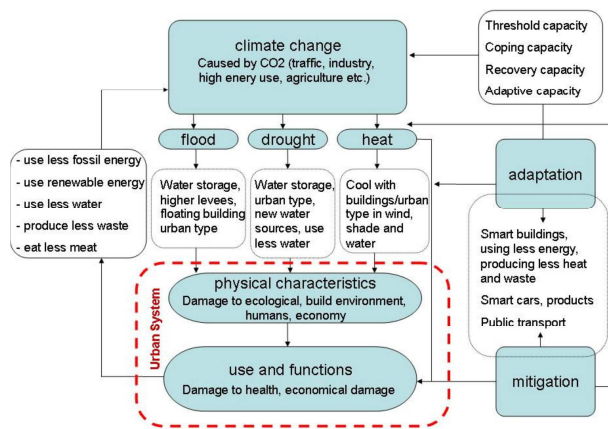 climate change
Caused by CO2 (traffic, industry,
high enery use, agriculture etc.)
Threshold capacity
Coping capacity
Recovery capacity
Adaptive capacity
flood
drought
heat
- use less fossil energy
- use renewable energy
- use less water
- produce less waste
- eat less meat
Water storage,
higher levees,
floating building
urban type
Water storage,
urban type,
new water
sources, use
less water
Cool with
buildings/urban
type in wind,
shade and
water
adaptation
Smart buildings,
using less energy,
producing less heat
and waste
Smart cars, products
Public transport
mitigation
Urban System
physical characteristics
Damage to ecological, build environment,
humans, economy
use and functions
Damage to health, economical damage